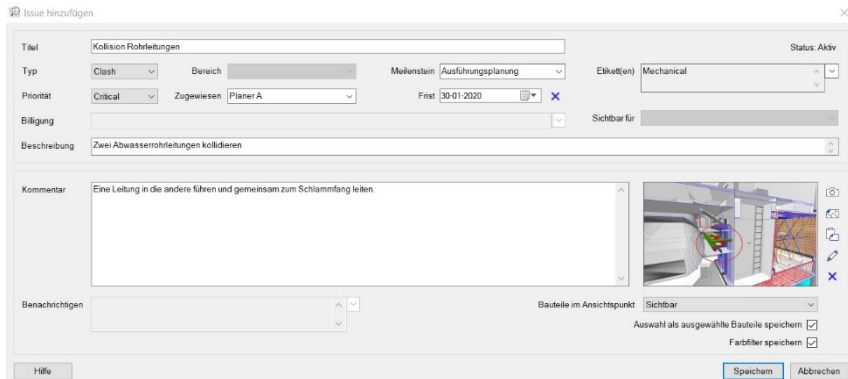 Issue hinzufügen
Titel Kollision Rohrleitungen Status: Aktiv
Typ Clash Bereich Meilenstein Ausführungsplanung Etikett(en) Mechanical
Priorität Critical Zugewiesen Planer A Frist 30-01-2020
Billigung Sichtbar für
Beschreibung Zwei Abwasserrohrleitungen kollidieren
Kommentar Eine Leitung in die andere führen und gemeinsam zum Schlammfang leiten.
Benachrichtigen Bauteile im Ansichtspunkt Sichtbar
Auswahl als ausgewählte Bauteile speichern
Farbfilter speichern
Hilfe Speichern Abbrechen